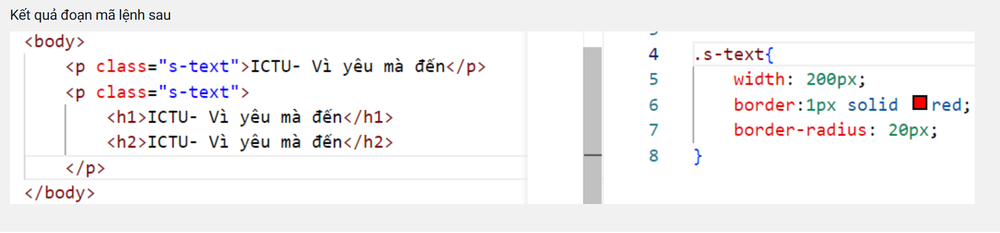 Kết quả đoạn mã lệnh sau
<body>
<p class="s-text">ICTU- Vì yêu mà đến</p>
<p class="s-text">
<h1>ICTU- Vì yêu mà đến</h1>
<h2>ICTU- Vì yêu mà đến</h2>
</p>
</body>
4 .s-text{
5 width: 200px;
6 border:1px solid red;
7 border-radius: 20px;
8 }